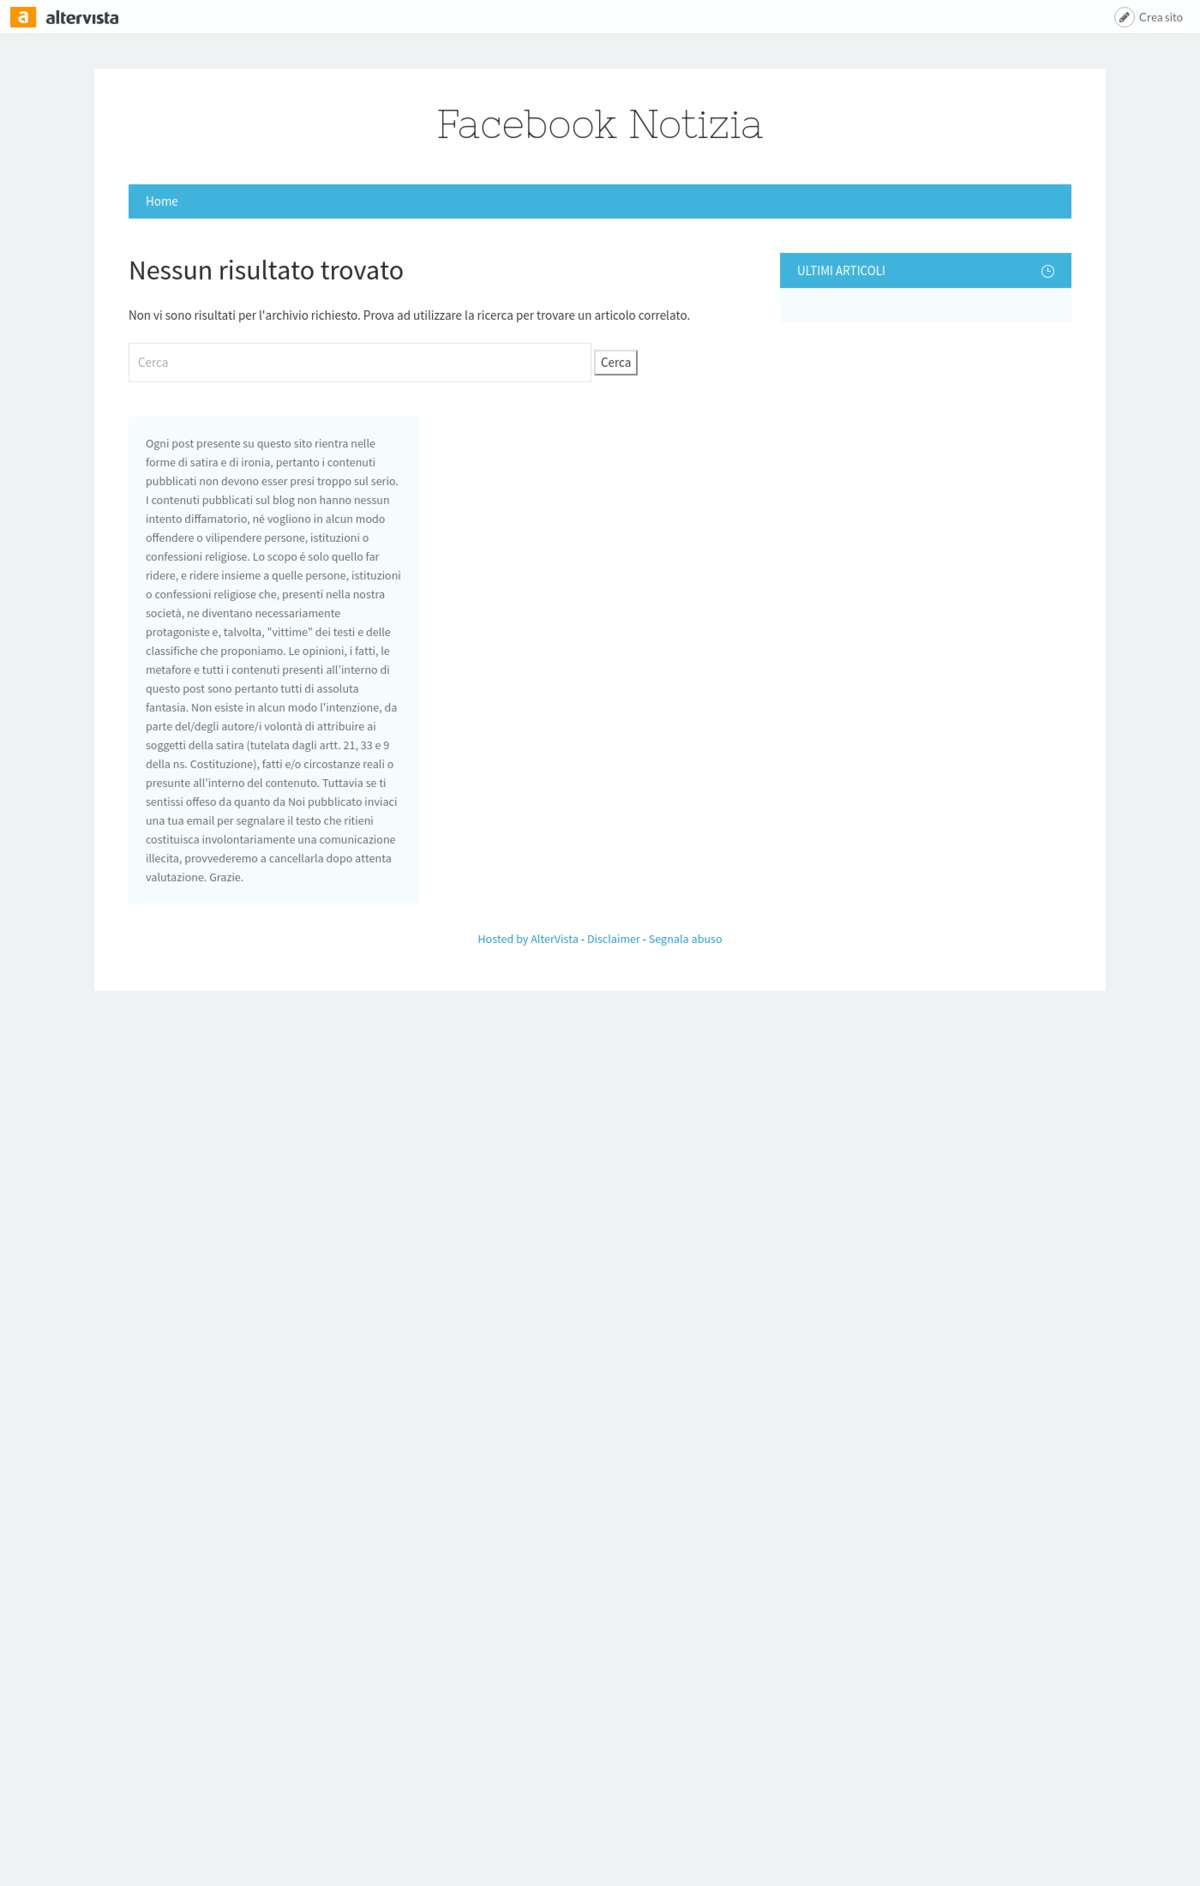 a altervista
Crea sito
Facebook Notizia
Home
Nessun risultato trovato
Non vi sono risultati per l'archivio richiesto. Prova ad utilizzare la ricerca per trovare un articolo correlato.
Cerca
Cerca
ULTIMI ARTICOLI
Ogni post presente su questo sito rientra nelle
forme di satira e di ironia, pertanto i contenuti
pubblicati non devono esser presi troppo sul serio.
I contenuti pubblicati sul blog non hanno nessun
intento diffamatorio, né vogliono in alcun modo
offendere o vilipendere persone, istituzioni o
confessioni religiose. Lo scopo é solo quello far
ridere, e ridere insieme a quelle persone, istituzioni
o confessioni religiose che, presenti nella nostra
società, ne diventano necessariamente
protagoniste e, talvolta, "vittime" dei testi e delle
classifiche che proponiamo. Le opinioni, i fatti, le
metafore e tutti i contenuti presenti all'interno di
questo post sono pertanto tutti di assoluta
fantasia. Non esiste in alcun modo l'intenzione, da
parte del/degli autore/i volontà di attribuire ai
soggetti della satira (tutelata dagli artt. 21, 33 e 9
della ns. Costituzione), fatti e/o circostanze reali o
presunte all'interno del contenuto. Tuttavia se ti
sentissi offeso da quanto da Noi pubblicato inviaci
una tua email per segnalare il testo che ritieni
costituisca involontariamente una comunicazione
illecita, provvederemo a cancellarla dopo attenta
valutazione. Grazie.
Hosted by AlterVista - Disclaimer - Segnala abuso